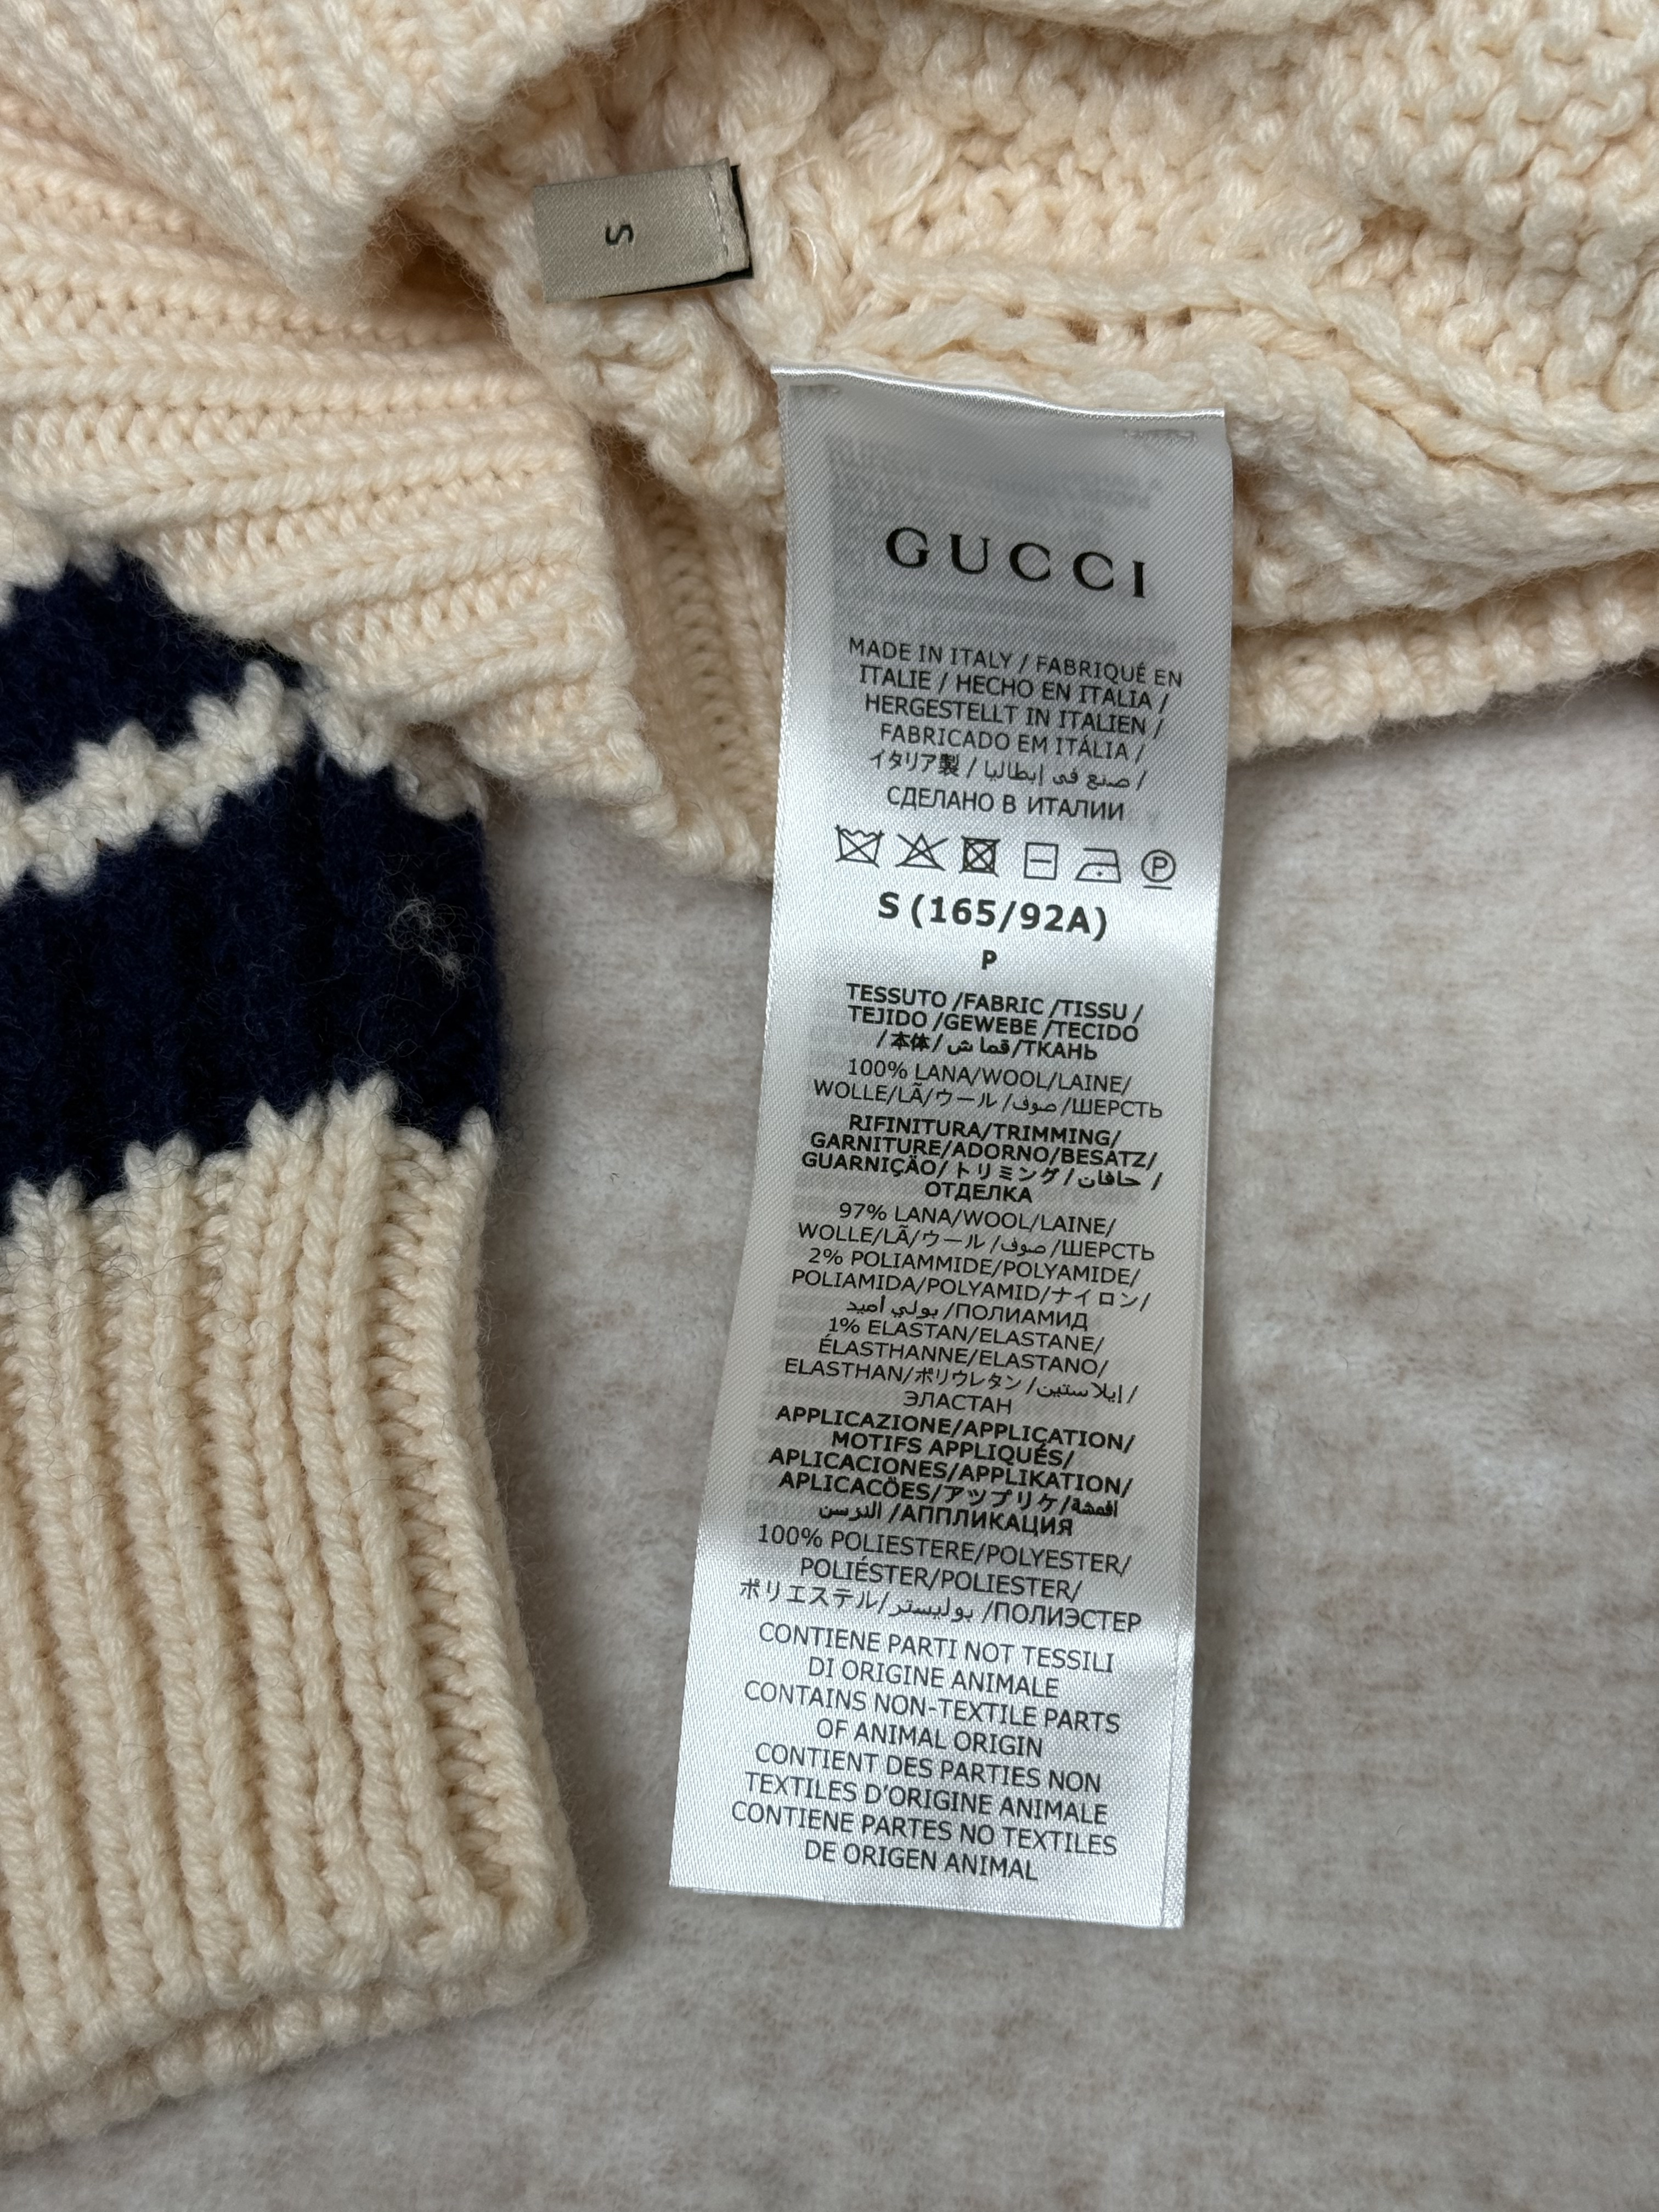 S
GUCCI
MADE IN ITALY / FABRIQUÉ EN
ITALIE / HECHO EN ITALIA /
HERGESTELLT IN ITALIEN /
FABRICADO EM ITÁLIA /
イタリア製 / صنع في إيطاليا /
СДЕЛАНО В ИТАЛИИ
P
S (165/92A)
P
TESSUTO /FABRIC /TISSU /
TEJIDO /GEWEBE /TECIDO
/本体/ قماش/ТКАНЬ
100% LANA/WOOL/LAINE/
WOLLE/LÃ/ウール /صوف /ШЕРСТЬ
RIFINITURA/TRIMMING/
GARNITURE/ADORNO/BESATZ/
GUARNIÇÃO/トリミング/حافان /
ОТДЕЛКА
97% LANA/WOOL/LAINE/
WOLLE/LÃ/ウール /صوف /ШЕРСТЬ
2% POLIAMMIDE/POLYAMIDE/
POLIAMIDA/POLYAMID/ナイロン/
بولي أميد /ПОЛИАМИД
1% ELASTAN/ELASTANE/
ÉLASTHANNE/ELASTANO/
ELASTHAN/ポリウレタン /إيلاستين /
ЭЛАСТАН
APPLICAZIONE/APPLICATION/
MOTIFS APPLIQUÉS/
APLICACIONES/APPLIKATION/
APLICACÕES/アップリケ/اقمشة
التزسن /АППЛИКАЦИЯ
100% POLIESTERE/POLYESTER/
POLIÉSTER/POLIESTER/
ポリエステル/بوليستر /ПОЛИЭСТЕР
CONTIENE PARTI NOT TESSILI
DI ORIGINE ANIMALE
CONTAINS NON-TEXTILE PARTS
OF ANIMAL ORIGIN
CONTIENT DES PARTIES NON
TEXTILES D'ORIGINE ANIMALE
CONTIENE PARTES NO TEXTILES
DE ORIGEN ANIMAL